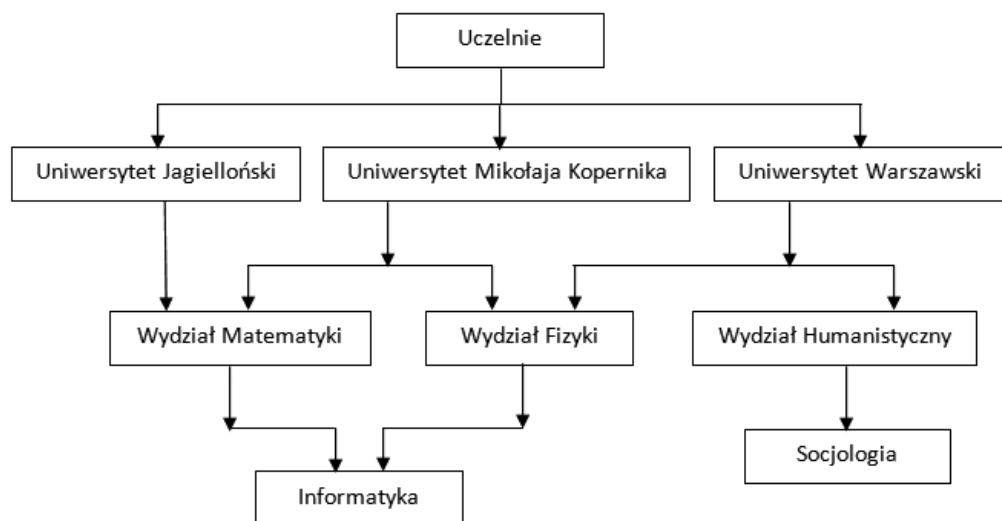 Uczelnie
Uniwersytet Jagielloński
Uniwersytet Mikołaja Kopernika
Uniwersytet Warszawski
Wydział Matematyki
Wydział Fizyki
Wydział Humanistyczny
Socjologia
Informatyka